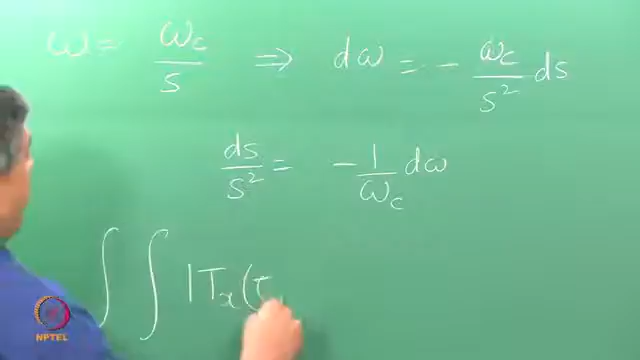 ω = ω_c / s ⇒ dω = - ω_c / s² ds
ds / s² = - 1 / ω_c dω
∫ ∫ |T_x(τ
NPTEL